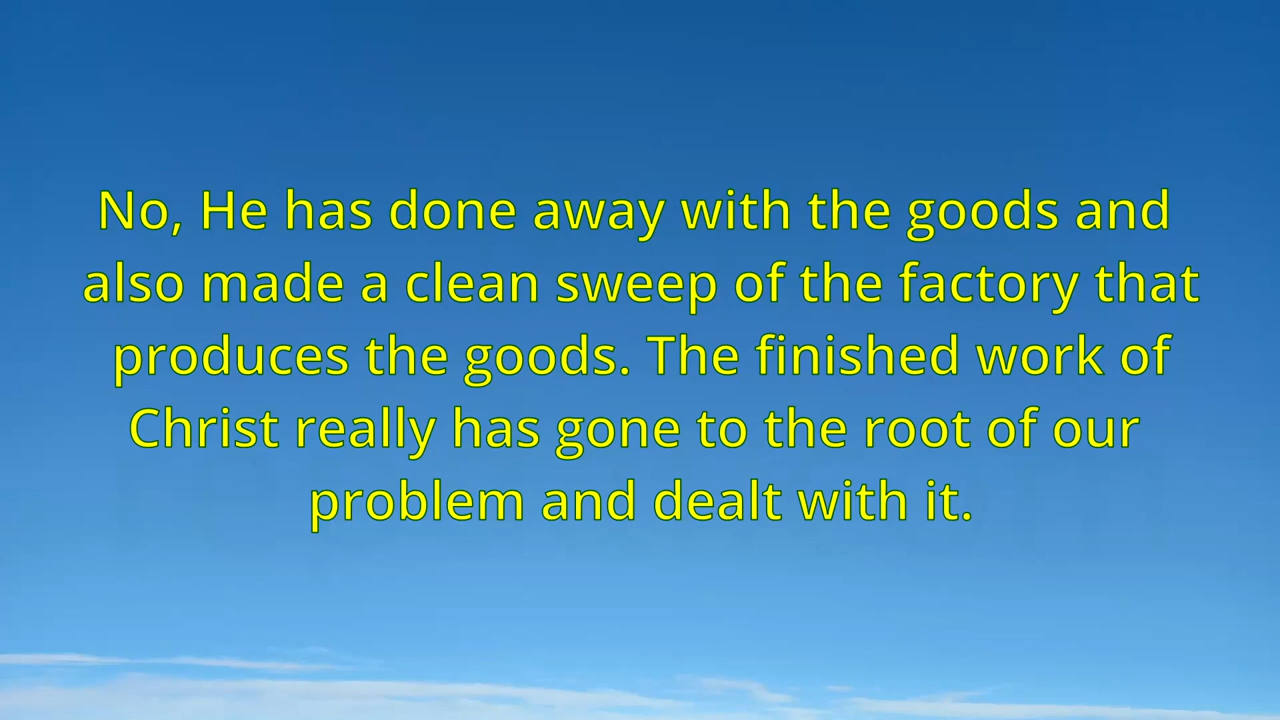 No, He has done away with the goods and
also made a clean sweep of the factory that
produces the goods. The finished work of
Christ really has gone to the root of our
problem and dealt with it.